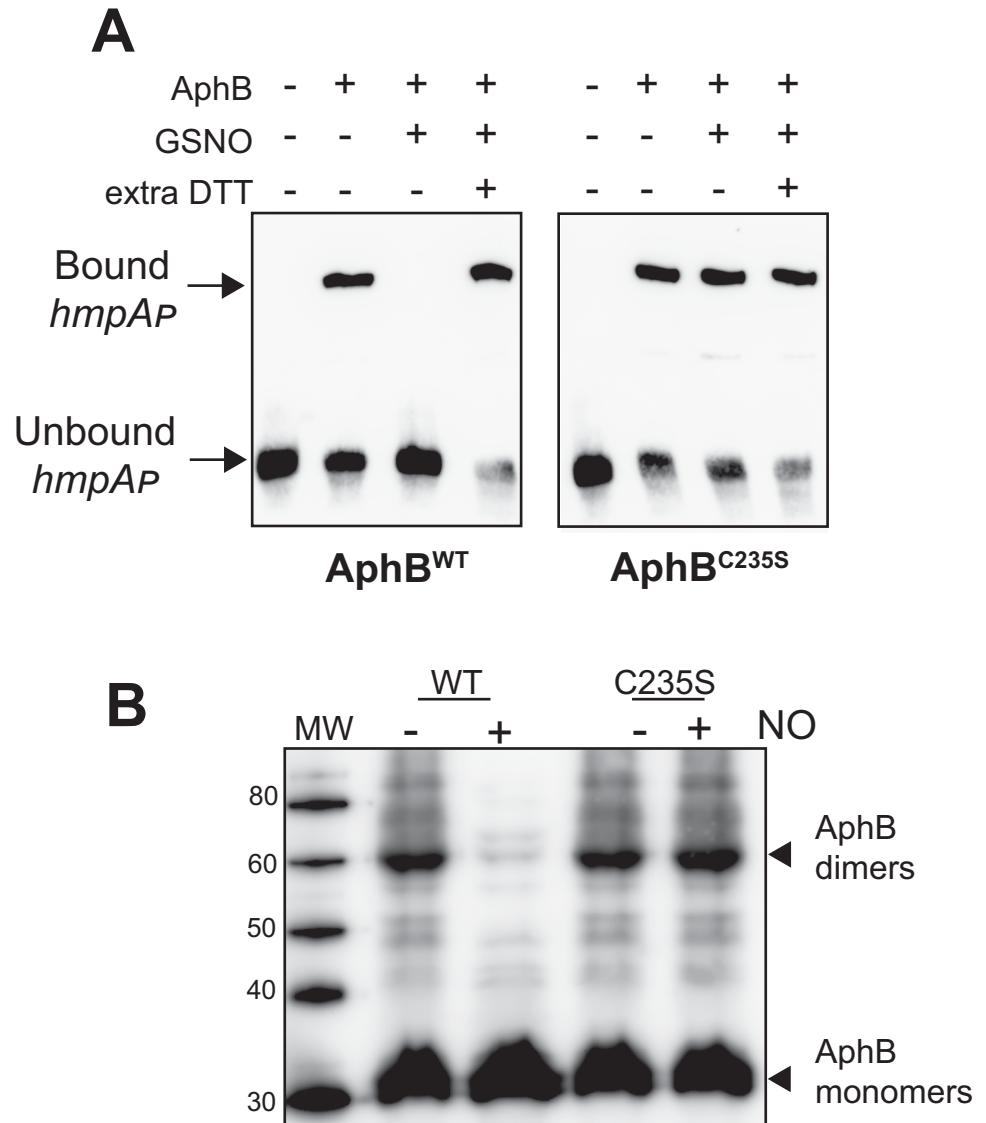 A
AphB - + + + - + + +
GSNO - - + + - - + +
extra DTT - - - + - - - +
Bound
hmpAP
Unbound
hmpAP
AphBWT AphBC235S
B
WT C235S
MW - + - + NO
80
60
50
40
30
AphB
dimers
AphB
monomers